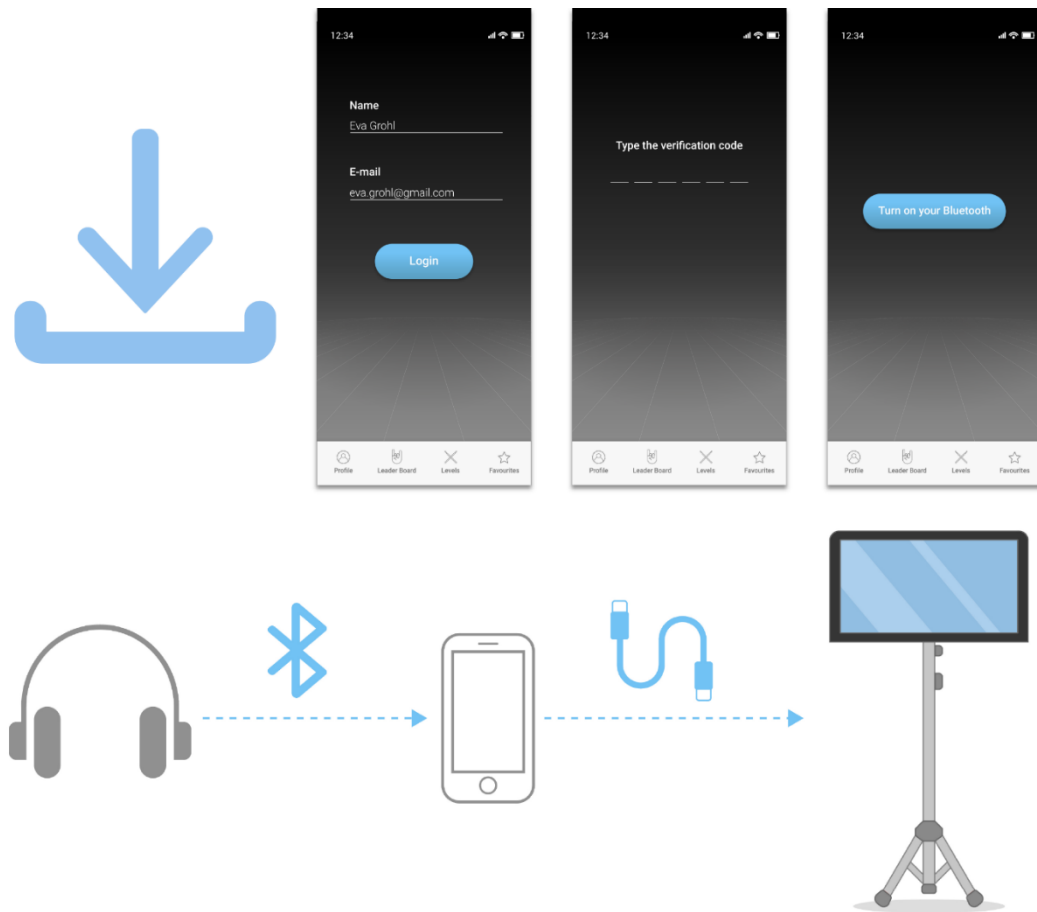 12:34
Name
Eva Grohl
E-mail
eva.grohl@gmail.com
Login
Profile
Leader Board
Levels
Favourites
12:34
Type the verification code
Profile
Leader Board
Levels
Favourites
12:34
Turn on your Bluetooth
Profile
Leader Board
Levels
Favourites